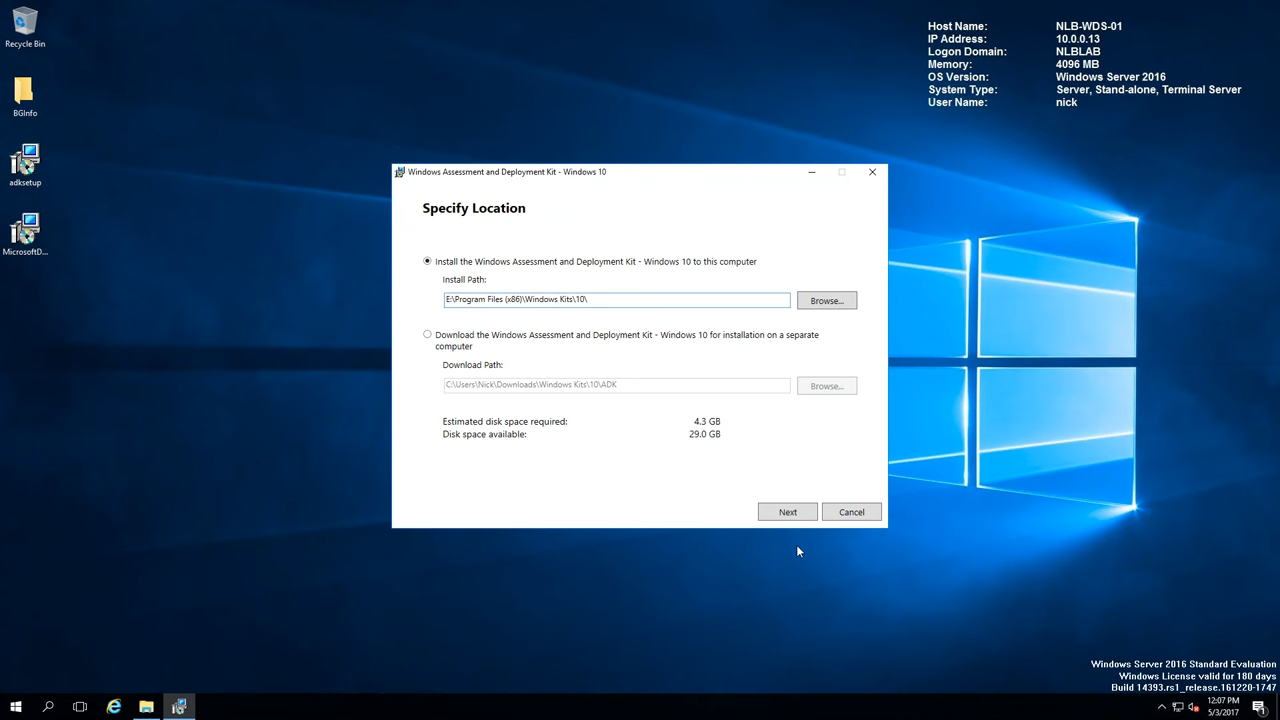 Recycle Bin
BGInfo
adksetup
MicrosoftD...
Host Name: NLB-WDS-01
IP Address: 10.0.0.13
Logon Domain: NLBLAB
Memory: 4096 MB
OS Version: Windows Server 2016
System Type: Server, Stand-alone, Terminal Server
User Name: nick
Windows Assessment and Deployment Kit - Windows 10
Specify Location
Install the Windows Assessment and Deployment Kit - Windows 10 to this computer
Install Path:
E:\Program Files (x86)\Windows Kits\10\
Browse...
Download the Windows Assessment and Deployment Kit - Windows 10 for installation on a separate
computer
Download Path:
C:\Users\Nick\Downloads\Windows Kits\10\ADK
Browse...
Estimated disk space required: 4.3 GB
Disk space available: 29.0 GB
Next
Cancel
Windows Server 2016 Standard Evaluation
Windows License valid for 180 days
Build 14393.rs1_release.161220-1747
12:07 PM
5/3/2017
1